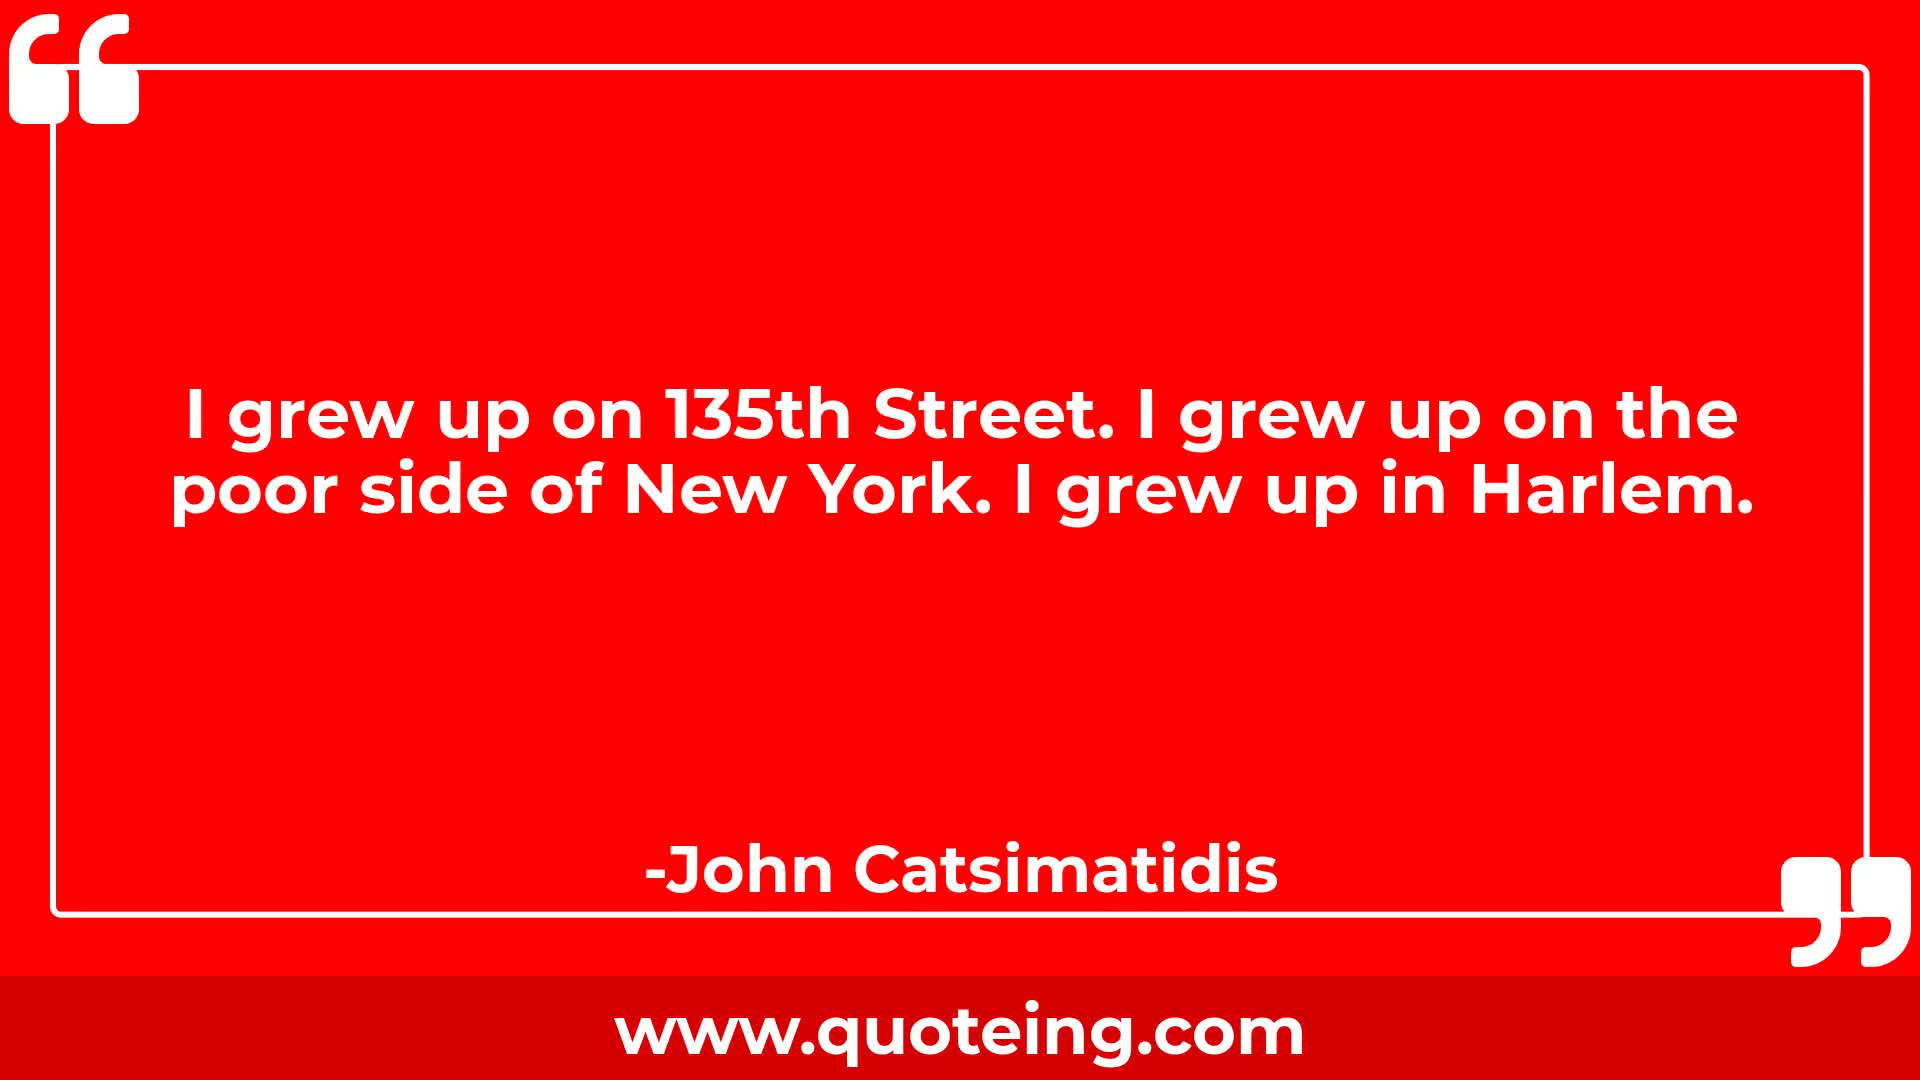 I grew up on 135th Street. I grew up on the
poor side of New York. I grew up in Harlem.
-John Catsimatidis
www.quoteing.com